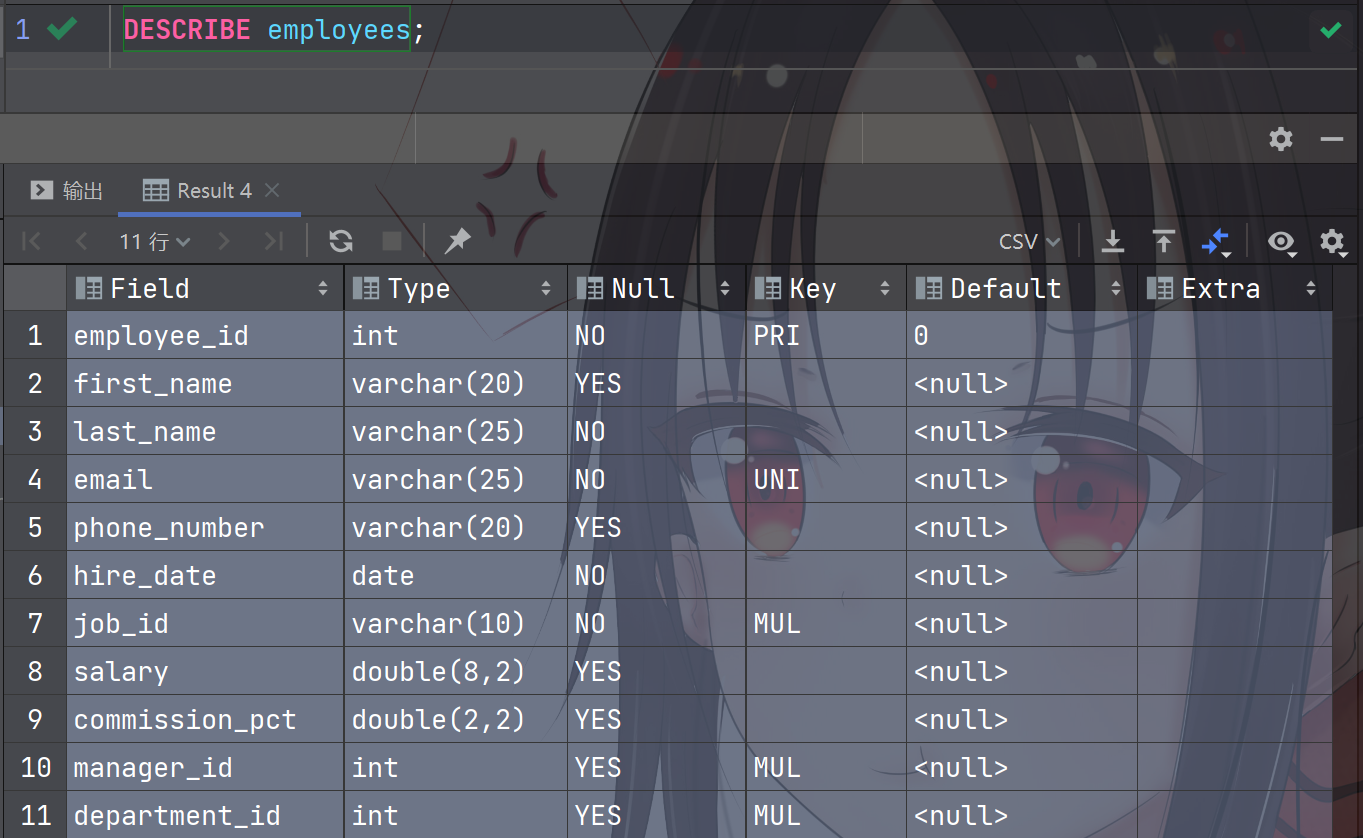 1 DESCRIBE employees;
输出 Result 4
11 行 CSV
Field Type Null Key Default Extra
1 employee_id int NO PRI 0
2 first_name varchar(20) YES <null>
3 last_name varchar(25) NO <null>
4 email varchar(25) NO UNI <null>
5 phone_number varchar(20) YES <null>
6 hire_date date NO <null>
7 job_id varchar(10) NO MUL <null>
8 salary double(8,2) YES <null>
9 commission_pct double(2,2) YES <null>
10 manager_id int YES MUL <null>
11 department_id int YES MUL <null>